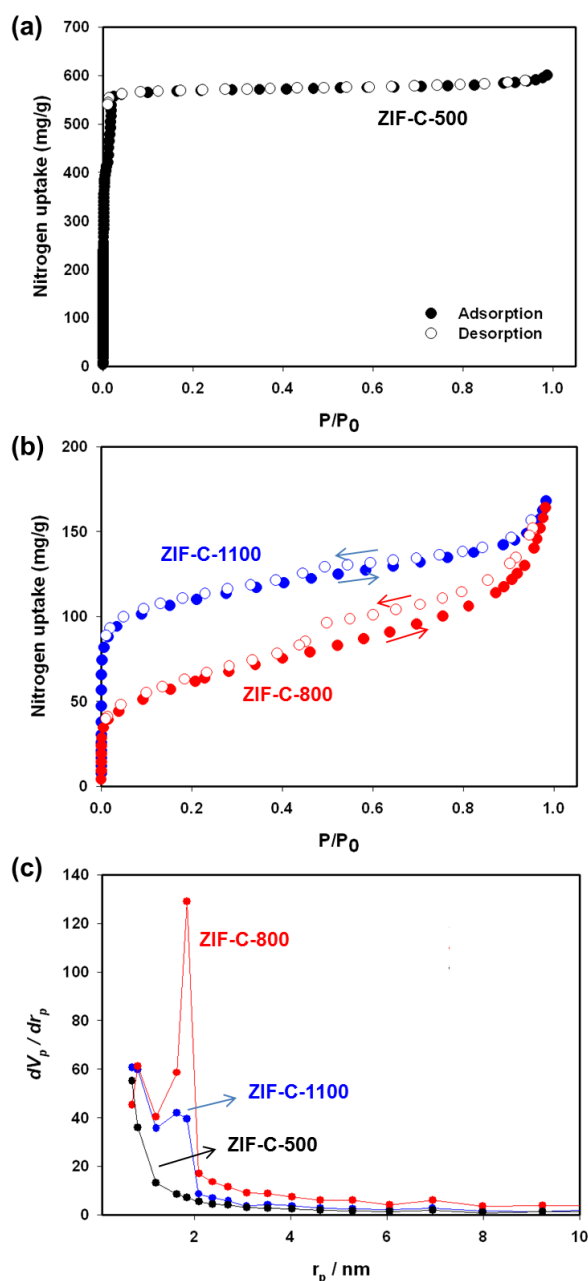 (a)
700
600
500
400
300
200
100
0
Nitrogen uptake (mg/g)
ZIF-C-500
Adsorption
Desorption
0.0 0.2 0.4 0.6 0.8 1.0
P/P0
(b)
200
150
100
50
0
Nitrogen uptake (mg/g)
ZIF-C-1100
ZIF-C-800
0.0 0.2 0.4 0.6 0.8 1.0
P/P0
(c)
140
120
100
80
60
40
20
0
dVp / drp
ZIF-C-800
ZIF-C-1100
ZIF-C-500
2 4 6 8 10
rp / nm